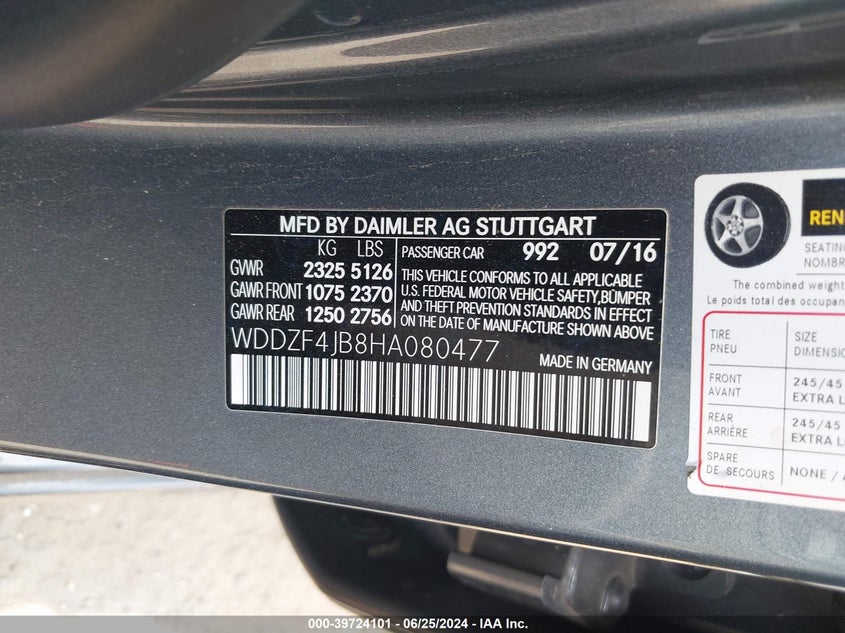 MFD BY DAIMLER AG STUTTGART
KG LBS
GVWR 2325 5126
GAWR FRONT 1075 2370
GAWR REAR 1250 2756
PASSENGER CAR 992 07/16
THIS VEHICLE CONFORMS TO ALL APPLICABLE
U.S. FEDERAL MOTOR VEHICLE SAFETY,BUMPER
AND THEFT PREVENTION STANDARDS IN EFFECT
ON THE DATE OF MANUFACTURE SHOWN ABOVE
WDDZF4JB8HA080477
MADE IN GERMANY
SEATING
NOMBR
The combined weight
Le poids total des occupan
TIRE
PNEU
SIZE
DIMENSION
FRONT
AVANT
245/45
EXTRA L
REAR
ARRIÈRE
245/45
EXTRA L
SPARE
DE SECOURS
NONE /
000-39724101 - 06/25/2024 - IAA Inc.